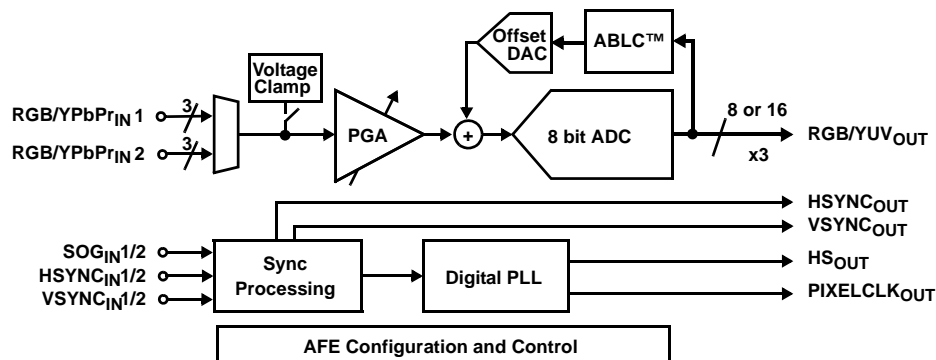 Offset
DAC
ABLC™
Voltage
Clamp
RGB/YPbPrIN 1
3
PGA
+
8 bit ADC
8 or 16
x3
RGB/YUVOUT
RGB/YPbPrIN 2
3
HSYNCOUT
VSYNCOUT
SOGIN1/2
HSYNCIN1/2
VSYNCIN1/2
Sync
Processing
Digital PLL
HSOUT
PIXELCLKOUT
AFE Configuration and Control